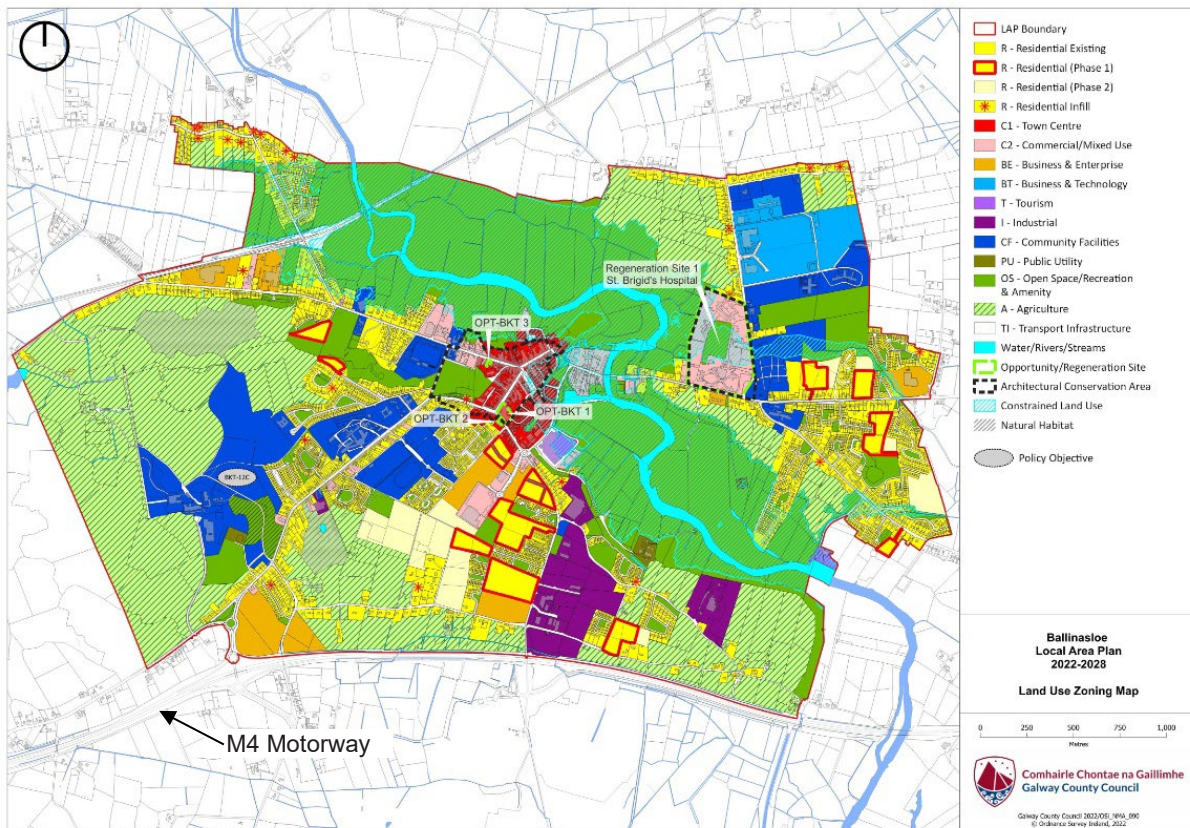 Regeneration Site 1
St. Brigid's Hospital
OPT-BKT 3
OPT-BKT 1
OPT-BKT 2
BKT-12C
M4 Motorway
LAP Boundary
R - Residential Existing
R - Residential (Phase 1)
R - Residential (Phase 2)
R - Residential Infill
C1 - Town Centre
C2 - Commercial/Mixed Use
BE - Business & Enterprise
BT - Business & Technology
T - Tourism
I - Industrial
CF - Community Facilities
PU - Public Utility
OS - Open Space/Recreation
& Amenity
A - Agriculture
TI - Transport Infrastructure
Water/Rivers/Streams
Opportunity/Regeneration Site
Architectural Conservation Area
Constrained Land Use
Natural Habitat
Policy Objective
Ballinasloe
Local Area Plan
2022-2028
Land Use Zoning Map
0 250 500 1,000
Metres
Comhairle Chontae na Gaillimhe
Galway County Council
Galway County Council 2022/OSi_NMA_090
© Ordnance Survey Ireland, 2022